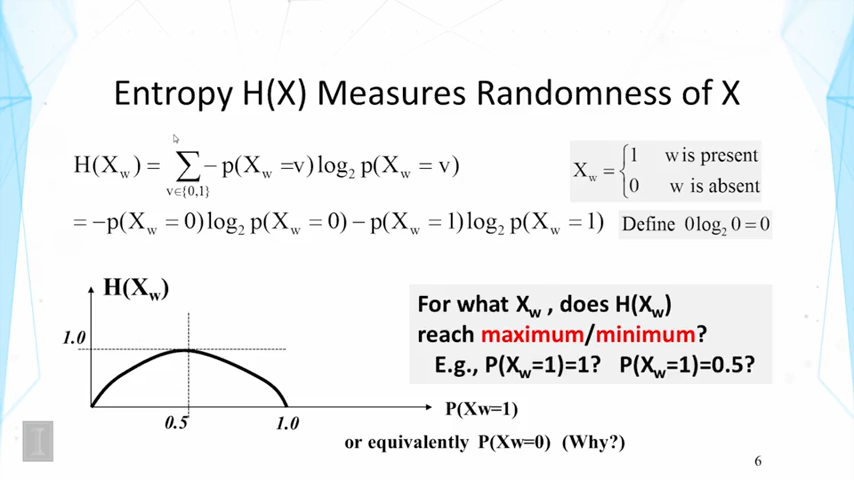 Entropy H(X) Measures Randomness of X
H(X_w) = ∑_{v∈{0,1}} − p(X_w =v) log₂ p(X_w = v)
X_w = { 1 w is present
0 w is absent
= −p(X_w = 0) log₂ p(X_w = 0) − p(X_w = 1) log₂ p(X_w = 1)
Define 0log₂ 0 = 0
H(X_w)
1.0
0.5
1.0
For what X_w , does H(X_w)
reach maximum/minimum?
E.g., P(X_w=1)=1? P(X_w=1)=0.5?
P(Xw=1)
or equivalently P(Xw=0) (Why?)
I
6